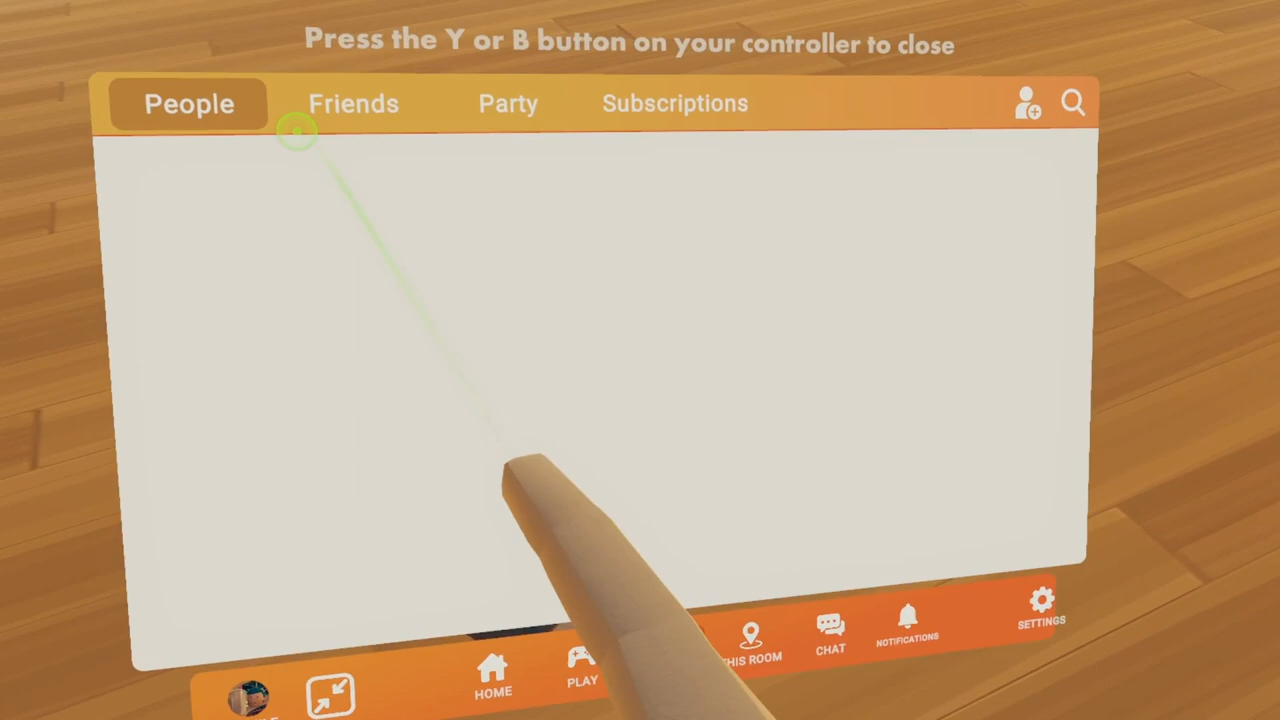 Press the Y or B button on your controller to close
People Friends Party Subscriptions
HOME PLAY THIS ROOM CHAT NOTIFICATIONS SETTINGS